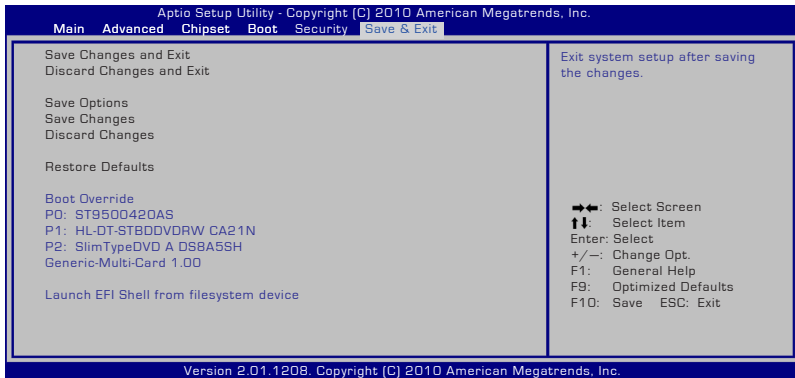 Aptio Setup Utility - Copyright (C) 2010 American Megatrends, Inc.
Main Advanced Chipset Boot Security Save & Exit
Save Changes and Exit
Discard Changes and Exit
Save Options
Save Changes
Discard Changes
Restore Defaults
Boot Override
P0: ST9500420AS
P1: HL-DT-STBDDVDRW CA21N
P2: SlimTypeDVD A DS8A5SH
Generic-Multi-Card 1.00
Launch EFI Shell from filesystem device
Exit system setup after saving
the changes.
→←: Select Screen
↑↓: Select Item
Enter: Select
+/—: Change Opt.
F1: General Help
F9: Optimized Defaults
F10: Save ESC: Exit
Version 2.01.1208. Copyright (C) 2010 American Megatrends, Inc.